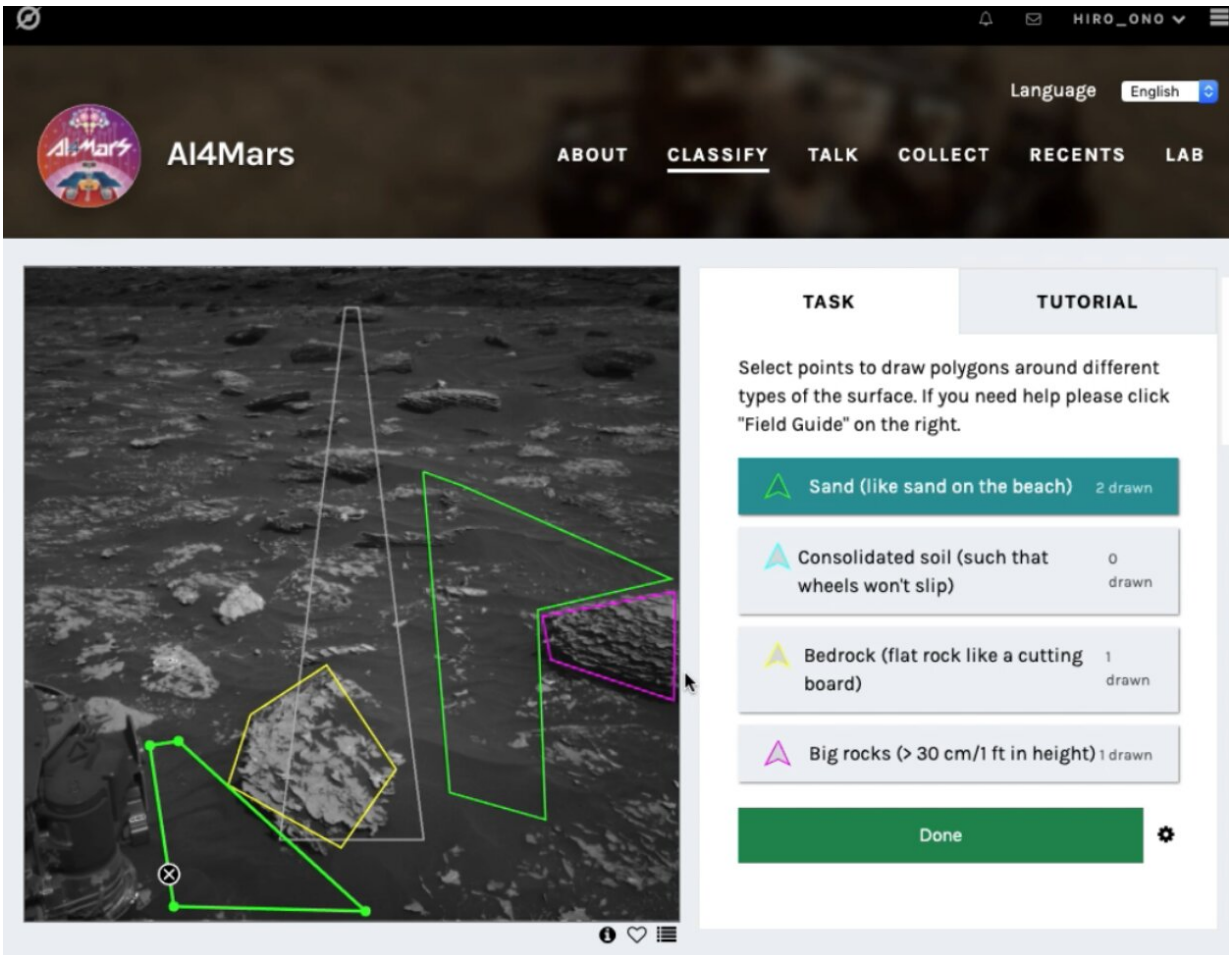 HIRO_ONO
Language English
AI4Mars
AI4Mars
ABOUT CLASSIFY TALK COLLECT RECENTS LAB
TASK TUTORIAL
Select points to draw polygons around different
types of the surface. If you need help please click
"Field Guide" on the right.
Sand (like sand on the beach) 2 drawn
Consolidated soil (such that
wheels won't slip)
0
drawn
Bedrock (flat rock like a cutting
board)
1
drawn
Big rocks (> 30 cm/1 ft in height) 1 drawn
Done